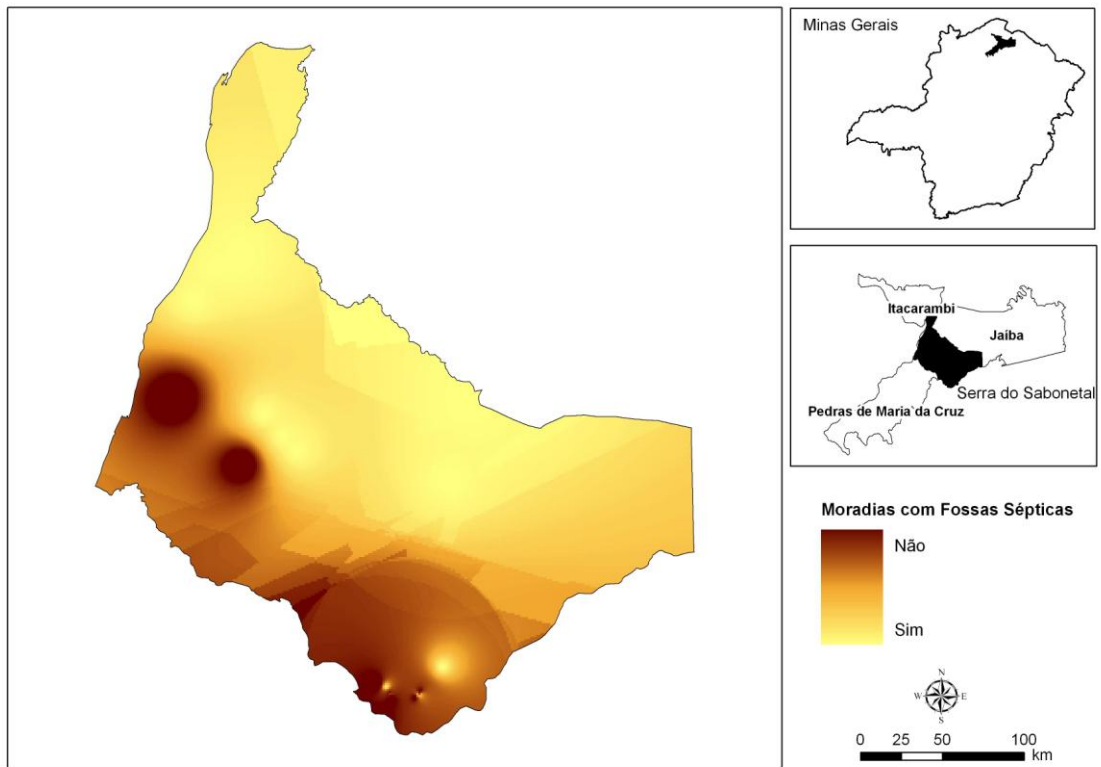 Minas Gerais
Itacarambi
Jaiba
Serra do Sabonetal
Pedras de Maria da Cruz
Moradias com Fossas Sépticas
Não
Sim
N
W E
S
0 25 50 100
km